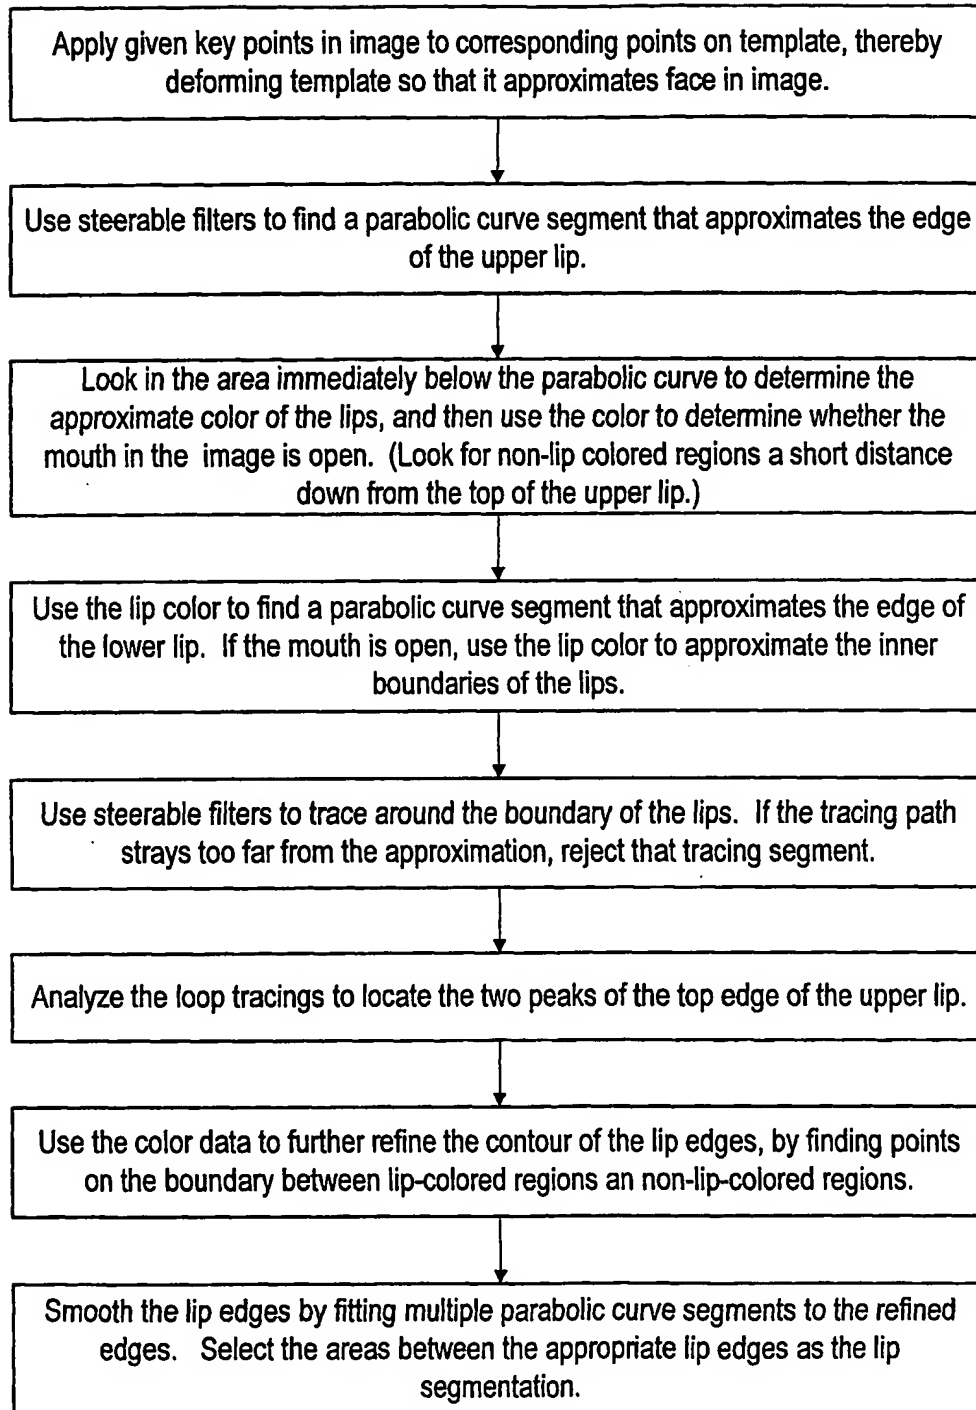 Apply given key points in image to corresponding points on template, thereby
deforming template so that it approximates face in image.
Use steerable filters to find a parabolic curve segment that approximates the edge
of the upper lip.
Look in the area immediately below the parabolic curve to determine the
approximate color of the lips, and then use the color to determine whether the
mouth in the image is open. (Look for non-lip colored regions a short distance
down from the top of the upper lip.)
Use the lip color to find a parabolic curve segment that approximates the edge of
the lower lip. If the mouth is open, use the lip color to approximate the inner
boundaries of the lips.
Use steerable filters to trace around the boundary of the lips. If the tracing path
strays too far from the approximation, reject that tracing segment.
Analyze the loop tracings to locate the two peaks of the top edge of the upper lip.
Use the color data to further refine the contour of the lip edges, by finding points
on the boundary between lip-colored regions an non-lip-colored regions.
Smooth the lip edges by fitting multiple parabolic curve segments to the refined
edges. Select the areas between the appropriate lip edges as the lip
segmentation.